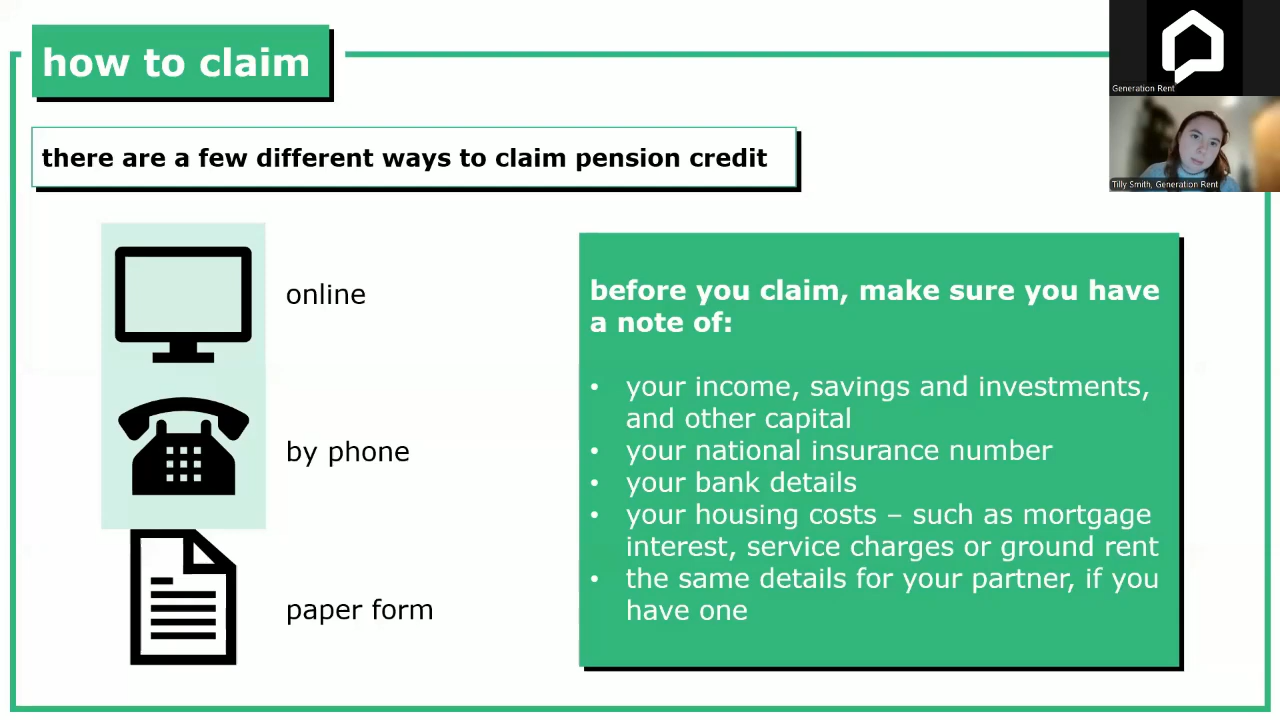 how to claim
Generation Rent
there are a few different ways to claim pension credit
Tilly Smith, Generation Rent
online
by phone
paper form
before you claim, make sure you have
a note of:
• your income, savings and investments,
and other capital
• your national insurance number
• your bank details
• your housing costs – such as mortgage
interest, service charges or ground rent
• the same details for your partner, if you
have one